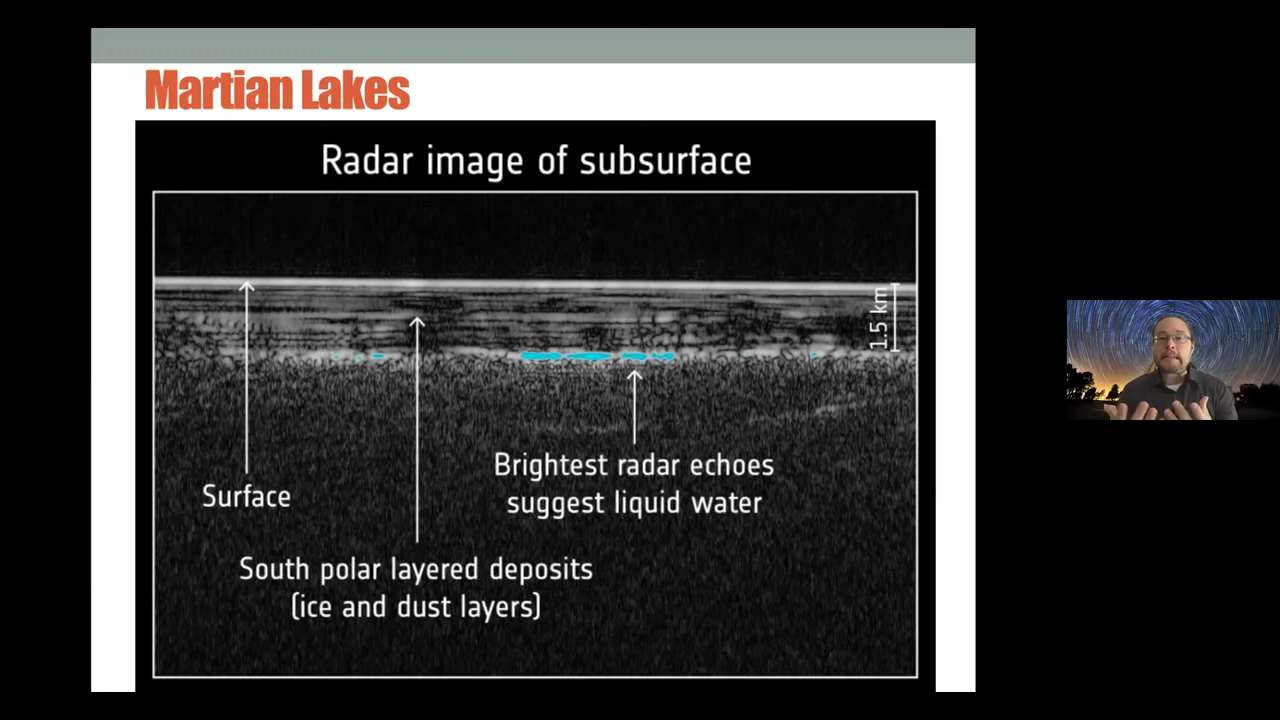 Martian Lakes
Radar image of subsurface
1.5 km
Brightest radar echoes
suggest liquid water
Surface
South polar layered deposits
(ice and dust layers)